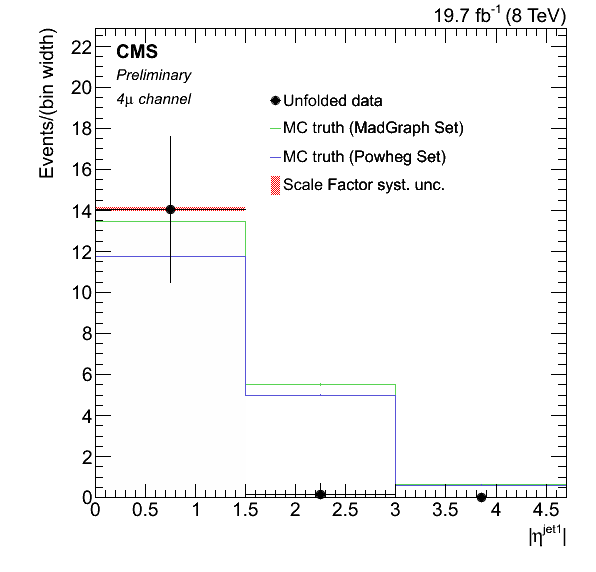 19.7 fb⁻¹ (8 TeV)
CMS
Preliminary
4μ channel
Unfolded data
MC truth (MadGraph Set)
MC truth (Powheg Set)
Scale Factor syst. unc.
Events/(bin width)
22
20
18
16
14
12
10
8
6
4
2
0
0 0.5 1 1.5 2 2.5 3 3.5 4 4.5
|η^jet1|